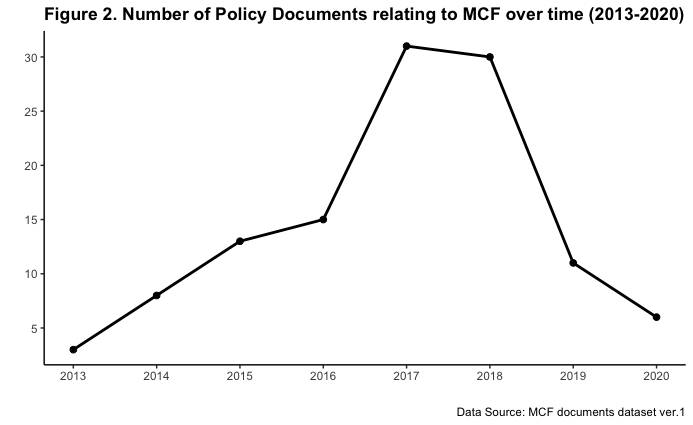 Figure 2. Number of Policy Documents relating to MCF over time (2013-2020)
30
25
20
15
10
5
2013 2014 2015 2016 2017 2018 2019 2020
Data Source: MCF documents dataset ver.1